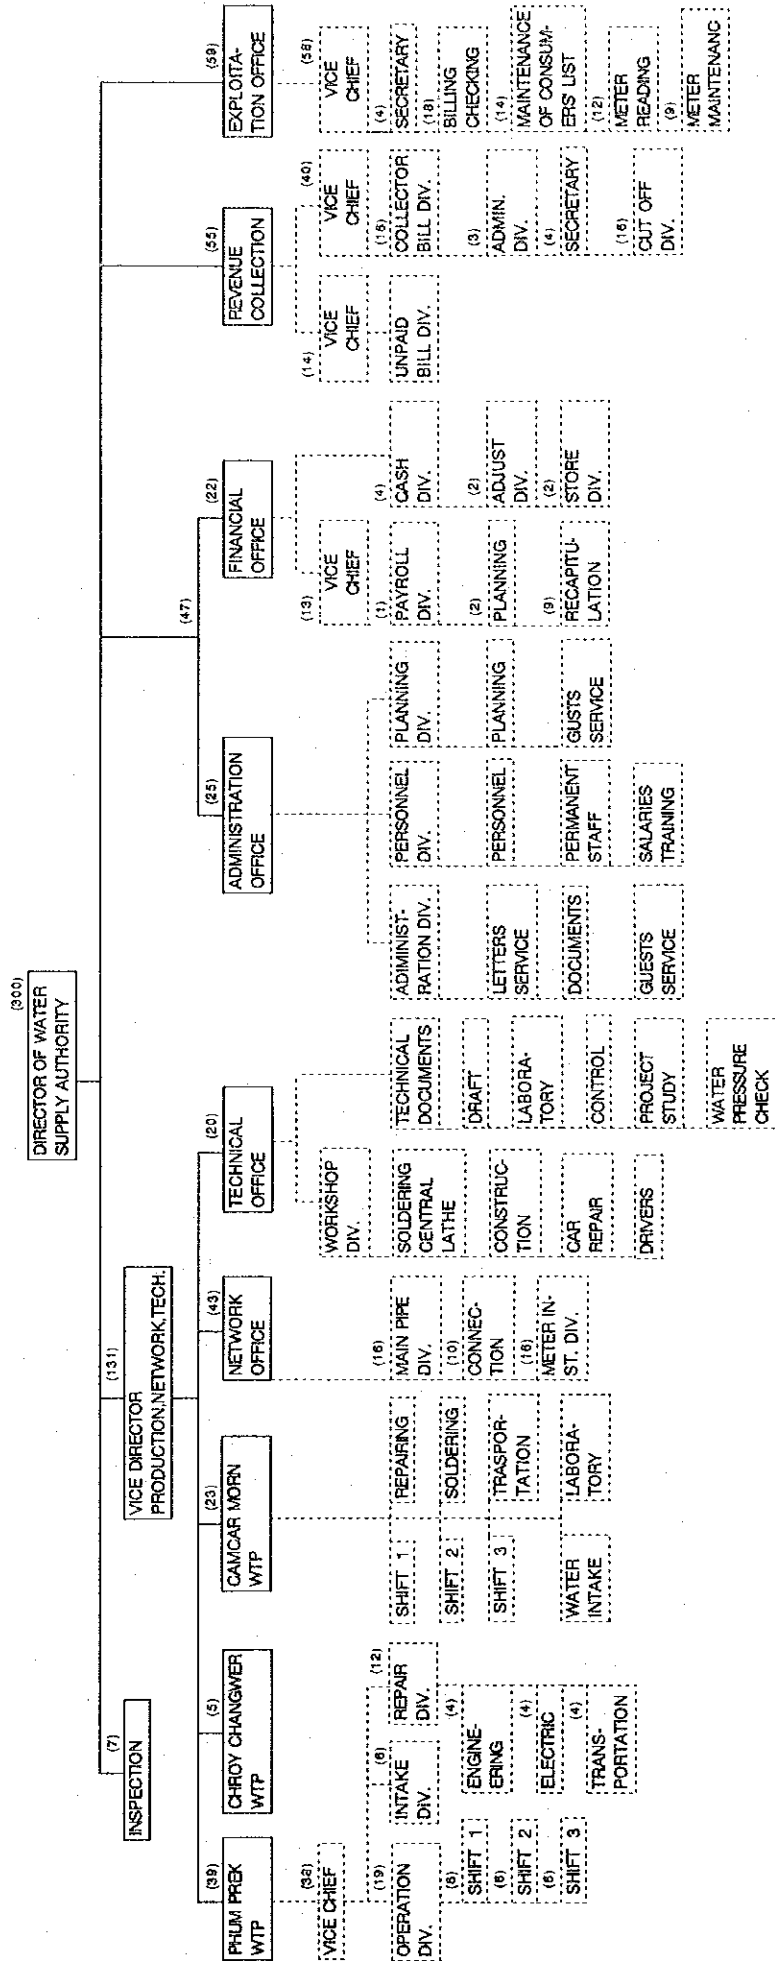 (300)
DIRECTOR OF WATER
SUPPLY AUTHORITY
(7)
INSPECTION
(131)
VICE DIRECTOR
PRODUCTION,NETWORK,TECH.
(39)
PHUM PREK
WTP
(38)
VICE CHIEF
(19)
OPERATION
DIV.
SHIFT 1
(6)
SHIFT 2
SHIFT 3
(6)
INTAKE
DIV.
(12)
REPAIR
DIV.
(4)
ENGINE-
ERING
(4)
ELECTRIC
(4)
TRANS-
PORTATION
(5)
CHROY CHANGWER
WTP
(23)
CAMCAR MORN
WTP
SHIFT 1
SHIFT 2
SHIFT 3
WATER
INTAKE
REPAIRING
SOLDERING
TRASPOR-
TATION
LABORA-
TORY
(43)
NETWORK
OFFICE
(16)
MAIN PIPE
DIV.
(10)
CONNEC-
TION
(16)
METER IN-
ST. DIV.
(20)
TECHNICAL
OFFICE
WORKSHOP
DIV.
SOLDERING
CENTRAL
LATHE
CONSTRUC-
TION
CAR
REPAIR
DRIVERS
TECHNICAL
DOCUMENTS
DRAFT
LABORA-
TORY
CONTROL
PROJECT
STUDY
WATER
PRESSURE
CHECK
(47)
(25)
ADMINISTRATION
OFFICE
ADIMINIST-
RATION DIV.
LETTERS
SERVICE
DOCUMENTS
GUESTS
SERVICE
PERSONNEL
DIV.
PERSONNEL
PERMANENT
STAFF
SALARIES
TRAINING
PLANNING
DIV.
PLANNING
GUSTS
SERVICE
(22)
FINANCIAL
OFFICE
(13)
VICE
CHIEF
(1)
PAYROLL
DIV.
(2)
PLANNING
(9)
RECAPITU-
LATION
(4)
CASH
DIV.
(2)
ADJUST
DIV.
(2)
STORE
DIV.
(55)
REVENUE
COLLECTION
(14)
VICE
CHIEF
UNPAID
BILL DIV.
(40)
VICE
CHIEF
(16)
COLLECTOR
BILL DIV.
(3)
ADMIN.
DIV.
(4)
SECRETARY
(16)
CUT OFF
DIV.
(59)
EXPLOITA-
TION OFFICE
(58)
VICE
CHIEF
(4)
SECRETARY
(18)
BILLING
CHECKING
(14)
MAINTENANCE
OF CONSUM-
ERS' LIST
(12)
METER
READING
(9)
METER
MAINTENANC